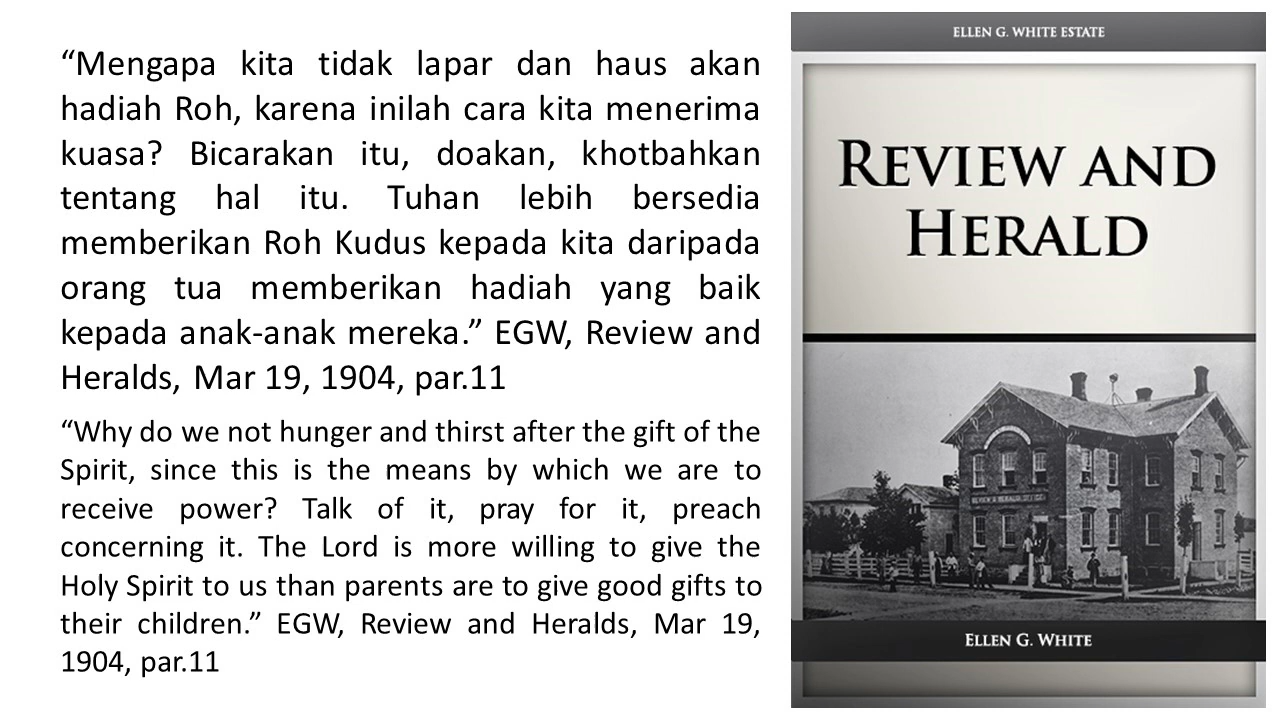 “Mengapa kita tidak lapar dan haus akan
hadiah Roh, karena inilah cara kita menerima
kuasa? Bicarakan itu, doakan, khotbahkan
tentang hal itu. Tuhan lebih bersedia
memberikan Roh Kudus kepada kita daripada
orang tua memberikan hadiah yang baik
kepada anak-anak mereka.” EGW, Review and
Heralds, Mar 19, 1904, par.11
“Why do we not hunger and thirst after the gift of the
Spirit, since this is the means by which we are to
receive power? Talk of it, pray for it, preach
concerning it. The Lord is more willing to give the
Holy Spirit to us than parents are to give good gifts to
their children.” EGW, Review and Heralds, Mar 19,
1904, par.11
ELLEN G. WHITE ESTATE
REVIEW AND
HERALD
REVIEW & HERALD OFFICE
ELLEN G. WHITE